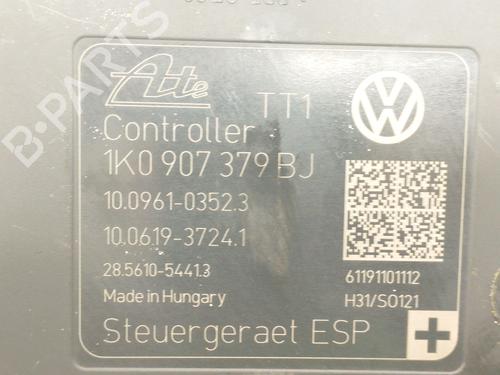 Ate TT1
Controller
1K0 907 379 BJ
10.0961-0352.3
10.0619-3724.1
28.5610-5441.3 61191101112
Made in Hungary H31/S0121
Steuergeraet ESP
B-PARTS